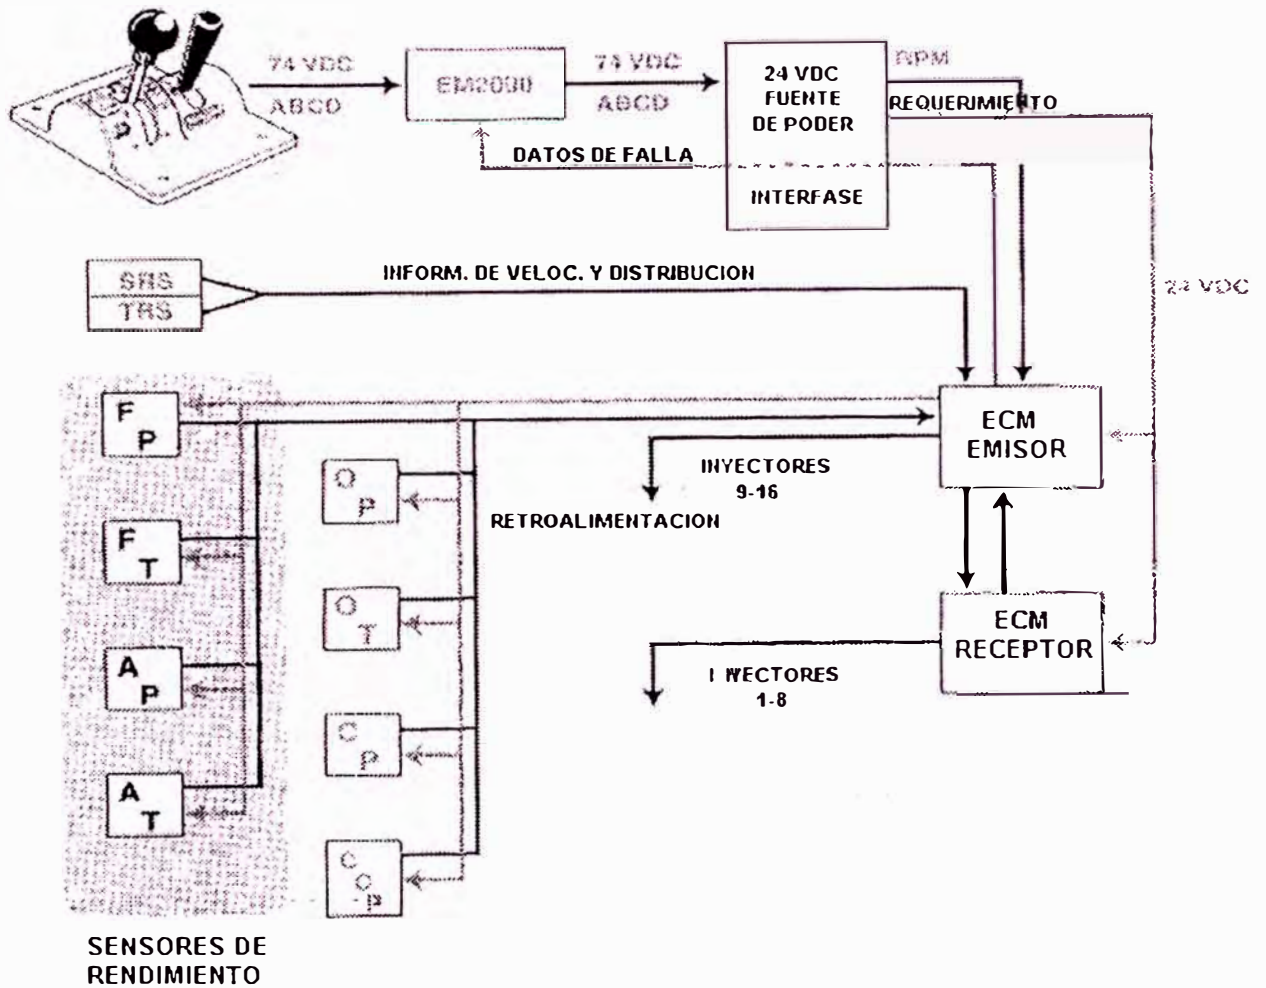 74 VDC
ABCD
EM2000
74 VDC
ABCD
24 VDC
FUENTE
DE PODER
INTERFASE
RPM
REQUERIMIENTO
DATOS DE FALLA
24 VDC
SRS
TRS
INFORM. DE VELOC. Y DISTRIBUCION
ECM
EMISOR
INYECTORES
9-16
RETROALIMENTACION
ECM
RECEPTOR
I NYECTORES
1-8
F
P
F
T
A
P
A
T
O
P
O
T
C
P
C
O
P
SENSORES DE
RENDIMIENTO